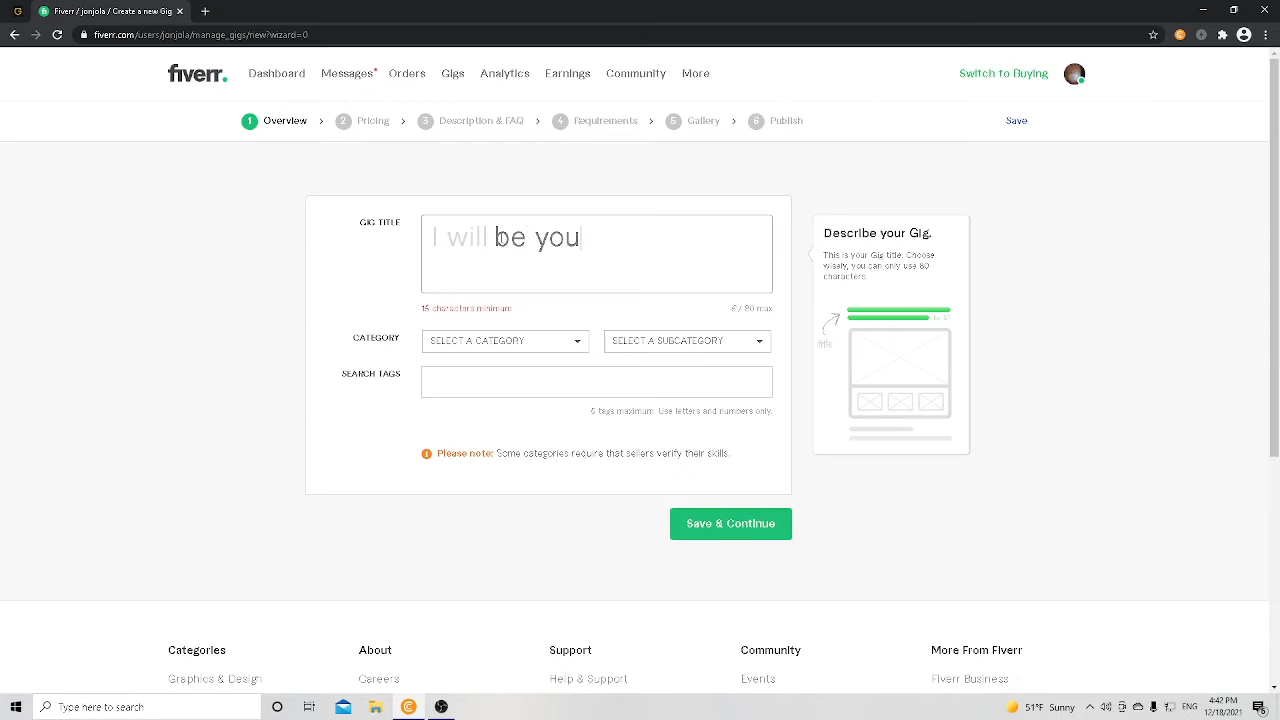 Fiverr / jonjola / Create a new Gig
fiverr.com/users/jonjola/manage_gigs/new/wizard=0
fiverr.
Dashboard Messages Orders Gigs Analytics Earnings Community More
Switch to Buying
1 Overview 2 Pricing 3 Description & FAQ 4 Requirements 5 Gallery 6 Publish
Save
GIG TITLE
I will be you
15 characters minimum
6 / 80 max
CATEGORY
SELECT A CATEGORY
SELECT A SUBCATEGORY
SEARCH TAGS
5 tags maximum. Use letters and numbers only.
Please note: Some categories require that sellers verify their skills.
Save & Continue
Describe your Gig.
This is your Gig title. Choose
wisely, you can only use 80
characters.
title
Categories
Graphics & Design
About
Careers
Support
Help & Support
Community
Events
More From Fiverr
Fiverr Business
Type here to search
51°F Sunny
4:42 PM
12/18/2021